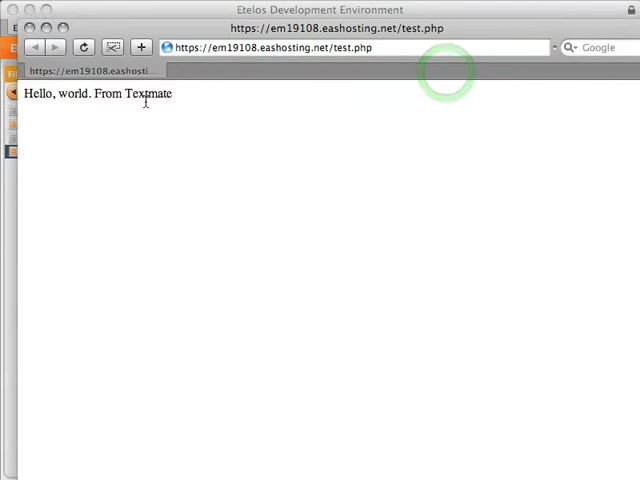 Etelos Development Environment
https://em19108.eashosting.net/test.php
https://em19108.eashosting.net/test.php
Google
https://em19108.eashosti...
Hello, world. From Textmate